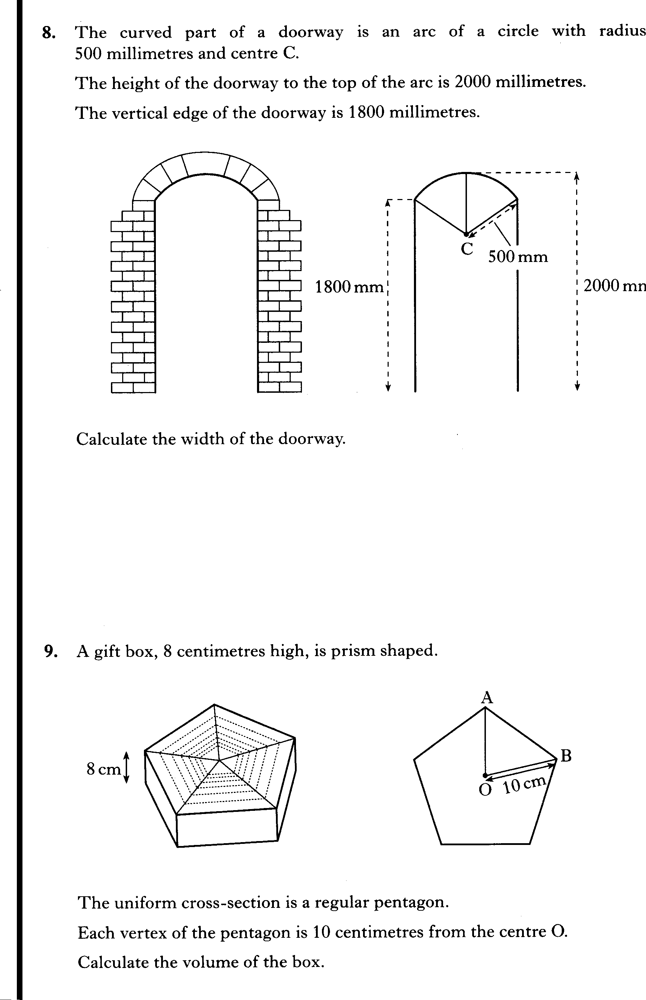 8. The curved part of a doorway is an arc of a circle with radius
500 millimetres and centre C.
The height of the doorway to the top of the arc is 2000 millimetres.
The vertical edge of the doorway is 1800 millimetres.
C
500 mm
1800 mm
2000 mm
Calculate the width of the doorway.
9. A gift box, 8 centimetres high, is prism shaped.
A
B
8 cm
O 10 cm
The uniform cross-section is a regular pentagon.
Each vertex of the pentagon is 10 centimetres from the centre O.
Calculate the volume of the box.